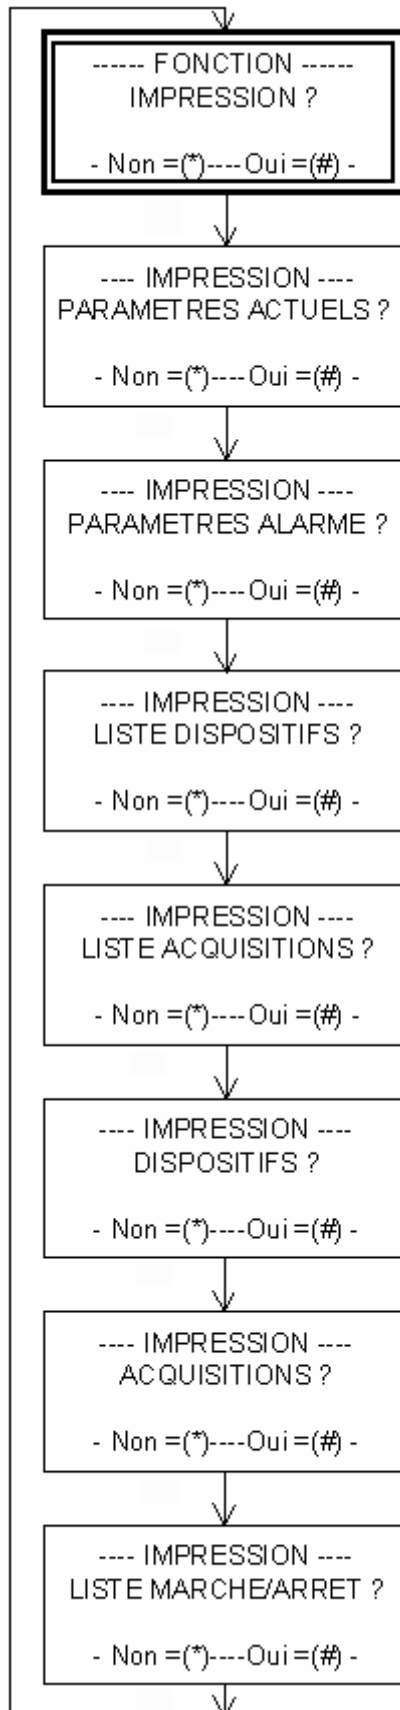 ------ FONCTION ------
IMPRESSION ?
- Non =(*)----Oui =(#) -
---- IMPRESSION ----
PARAMETRES ACTUELS ?
- Non =(*)----Oui =(#) -
---- IMPRESSION ----
PARAMETRES ALARME ?
- Non =(*)----Oui =(#) -
---- IMPRESSION ----
LISTE DISPOSITIFS ?
- Non =(*)----Oui =(#) -
---- IMPRESSION ----
LISTE ACQUISITIONS ?
- Non =(*)----Oui =(#) -
---- IMPRESSION ----
DISPOSITIFS ?
- Non =(*)----Oui =(#) -
---- IMPRESSION ----
ACQUISITIONS ?
- Non =(*)----Oui =(#) -
---- IMPRESSION ----
LISTE MARCHE/ARRET ?
- Non =(*)----Oui =(#) -